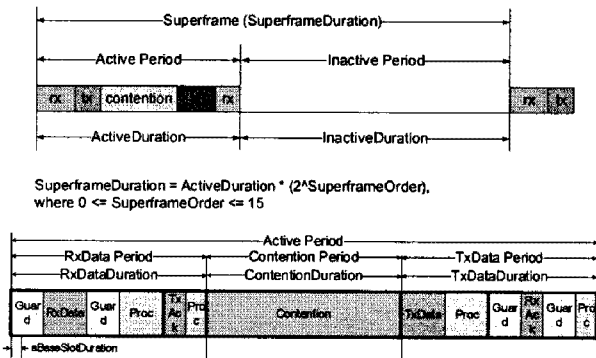 Superframe (SuperframeDuration)
Active Period
Inactive Period
rx
tx
contention
rx
rx
tx
ActiveDuration
InactiveDuration
SuperframeDuration = ActiveDuration * (2^SuperframeOrder),
where 0 <= SuperframeOrder <= 15
Active Period
RxData Period
Contention Period
TxData Period
RxDataDuration
ContentionDuration
TxDataDuration
Guar
d
RxData
Guar
d
Proc
Tx
Ac
k
Pro
c
Contention
TxData
Proc
Guar
d
Rx
Ac
k
Guar
d
Pro
c
aBaseSlotDuration